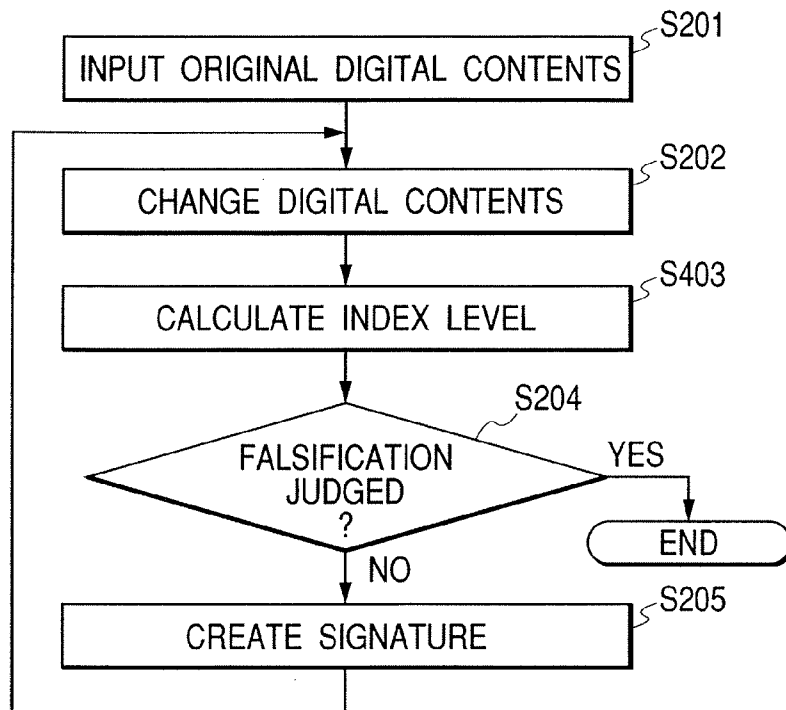 S201
INPUT ORIGINAL DIGITAL CONTENTS
S202
CHANGE DIGITAL CONTENTS
S403
CALCULATE INDEX LEVEL
S204
FALSIFICATION
JUDGED
?
YES
END
NO
S205
CREATE SIGNATURE